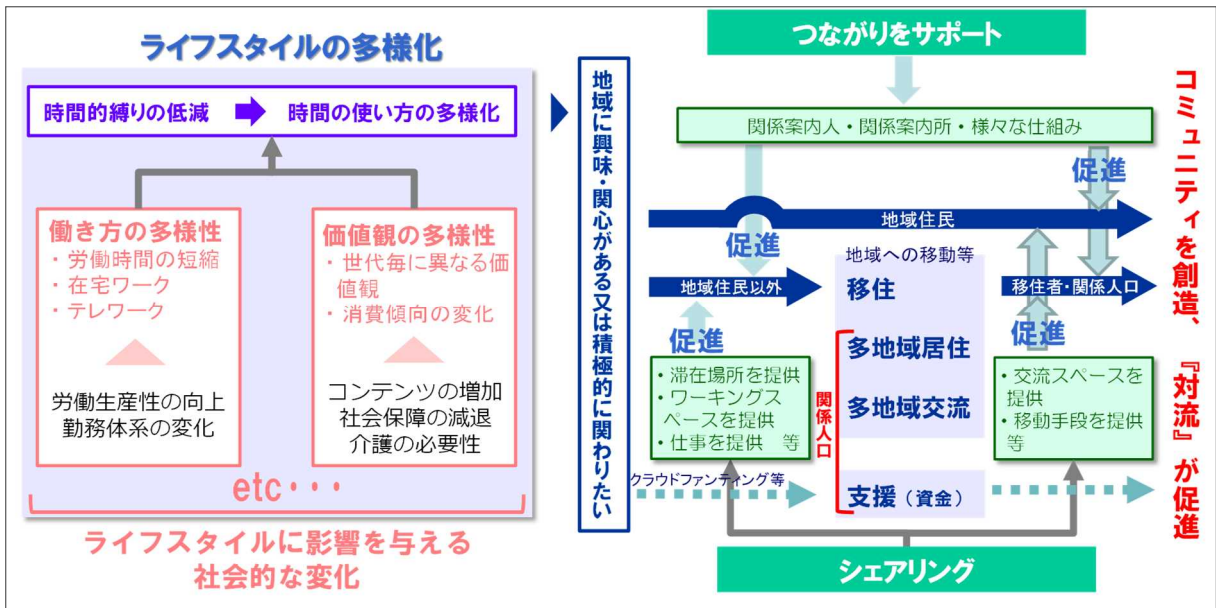 ライフスタイルの多様化
時間的縛りの低減
時間の使い方の多様化
働き方の多様性
・労働時間の短縮
・在宅ワーク
・テレワーク
労働生産性の向上
勤務体系の変化
価値観の多様性
・世代毎に異なる価
値観
・消費傾向の変化
コンテンツの増加
社会保障の減退
介護の必要性
etc・・・
ライフスタイルに影響を与える
社会的な変化
地域に興味・関心がある又は積極的に関わりたい
つながりをサポート
関係案内人・関係案内所・様々な仕組み
促進
地域住民
促進
地域住民以外
地域への移動等
移住
移住者・関係人口
促進
促進
・滞在場所を提供
・ワーキングス
ペースを提供
・仕事を提供 等
関係人口
多地域居住
多地域交流
・交流スペースを
提供
・移動手段を提供
等
クラウドファンティング等
支援（資金）
シェアリング
コミュニティを創造、『対流』が促進